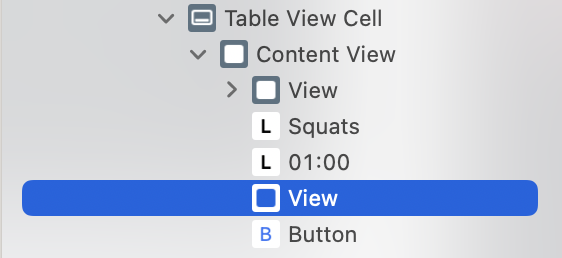 Table View Cell
Content View
View
L Squats
L 01:00
View
B Button